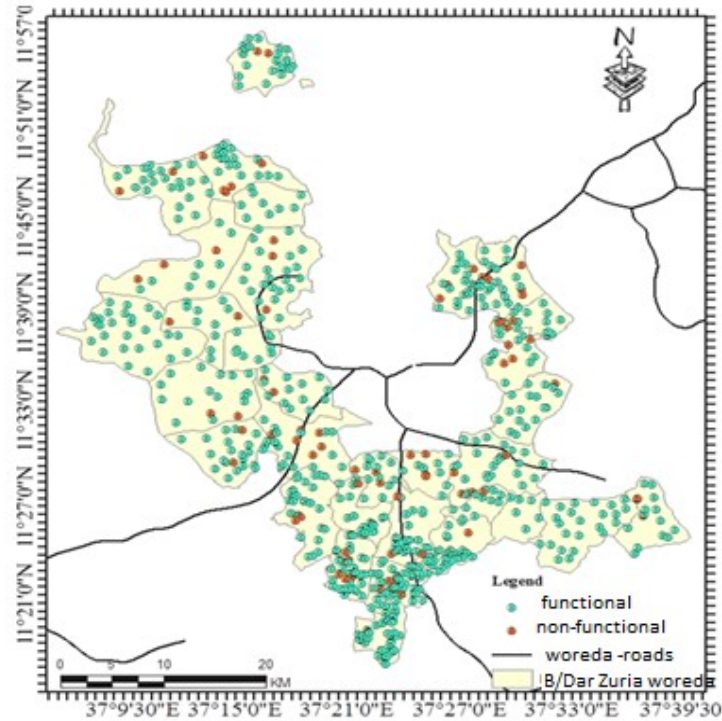 N
11°57'0
11°51'0"N
11°45'0"N
11°39'0"N
11°33'0"N
11°27'0"N
11°21'0"N
Legend
functional
non-functional
woreda -roads
B/Dar Zuria woreda
0 5 10 20
KM
37°9'30"E 37°15'0"E 37°21'0"E 37°27'0"E 37°33'0"E 37°39'30